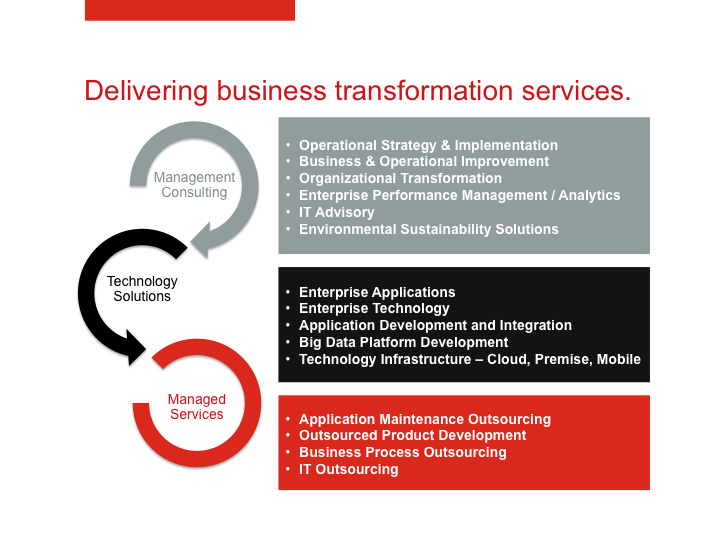 Delivering business transformation services.
Management
Consulting
• Operational Strategy & Implementation
• Business & Operational Improvement
• Organizational Transformation
• Enterprise Performance Management / Analytics
• IT Advisory
• Environmental Sustainability Solutions
Technology
Solutions
• Enterprise Applications
• Enterprise Technology
• Application Development and Integration
• Big Data Platform Development
• Technology Infrastructure – Cloud, Premise, Mobile
Managed
Services
• Application Maintenance Outsourcing
• Outsourced Product Development
• Business Process Outsourcing
• IT Outsourcing